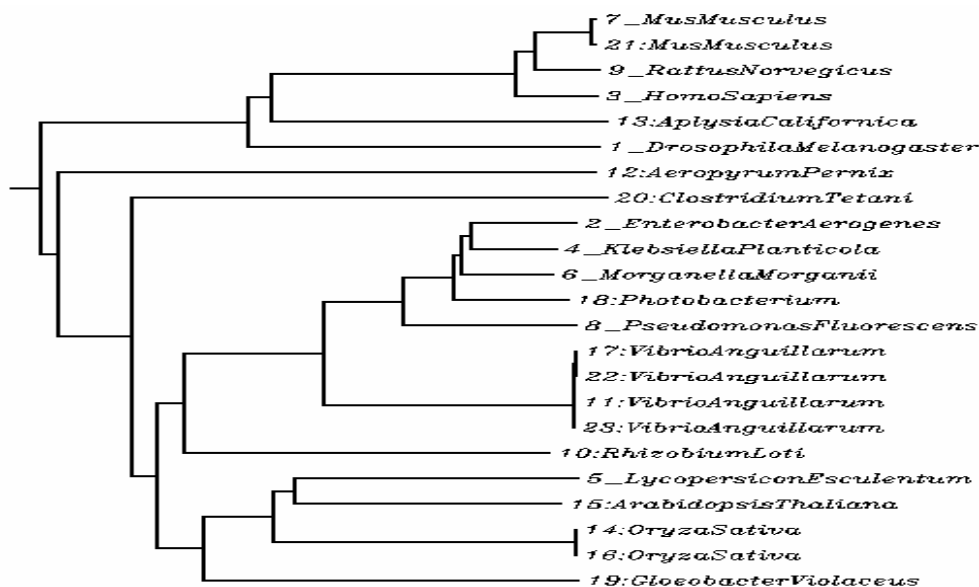 7_MusMusculus
21:MusMusculus
9_RattusNorvegicus
3_HomoSapiens
13:AplysiaCalifornica
1_DrosophilaMelanogaster
12:AeropyrumPernix
20:ClostridiumTetani
2_EnterobacterAerogenes
4_KlebsiellaPlanticola
6_MorganellaMorganii
18:Photobacterium
8_PseudomonasFluorescens
17:VibrioAnguillarum
22:VibrioAnguillarum
11:VibrioAnguillarum
23:VibrioAnguillarum
10:RhizobiumLoti
5_LycopersiconEsculentum
15:ArabidopsisThaliana
14:OryzaSativa
16:OryzaSativa
19:GloeobacterViolaceus